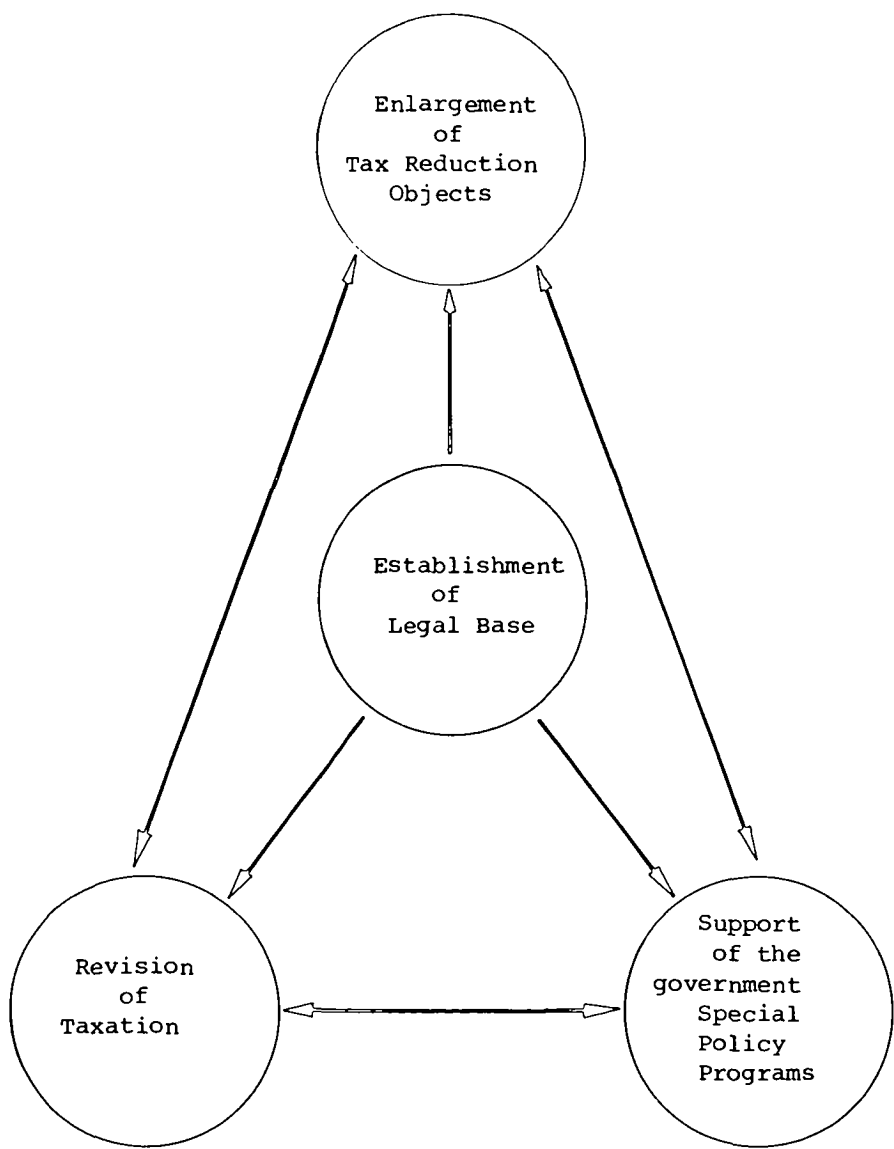 Enlargement
of
Tax Reduction
Objects
Establishment
of
Legal Base
Revision
of
Taxation
Support
of the
government
Special
Policy
Programs